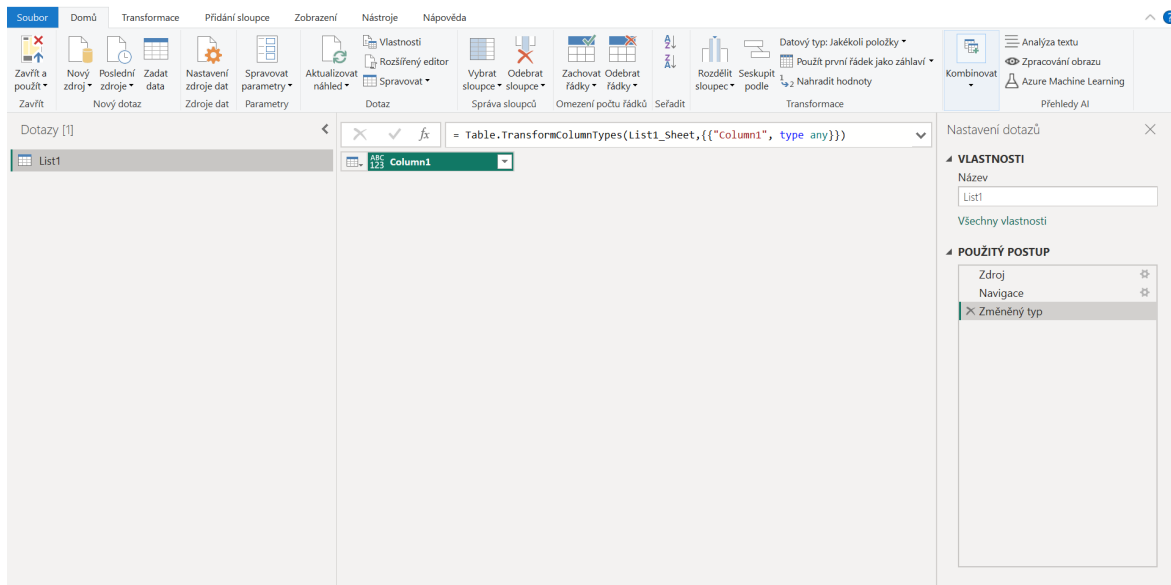 Soubor Domů Transformace Přidání sloupce Zobrazení Nástroje Nápověda
Zavřít a použít
Zavřít
Nový zdroj
Poslední zdroje
Zadat data
Nový dotaz
Nastavení zdroje dat
Zdroje dat
Spravovat parametry
Parametry
Aktualizovat náhled
Vlastnosti
Rozšířený editor
Spravovat
Dotaz
Vybrat sloupce
Odebrat sloupce
Správa sloupců
Zachovat řádky
Odebrat řádky
Omezení počtu řádků
Seřadit
Rozdělit sloupec
Seskupit podle
Datový typ: Jakékoli položky
Použít první řádek jako záhlaví
Nahradit hodnoty
Transformace
Kombinovat
Analýza textu
Zpracování obrazu
Azure Machine Learning
Přehledy AI
Dotazy [1]
List1
fx
= Table.TransformColumnTypes(List1_Sheet,{{"Column1", type any}})
ABC 123 Column1
Nastavení dotazů
VLASTNOSTI
Název
List1
Všechny vlastnosti
POUŽITÝ POSTUP
Zdroj
Navigace
Změněný typ